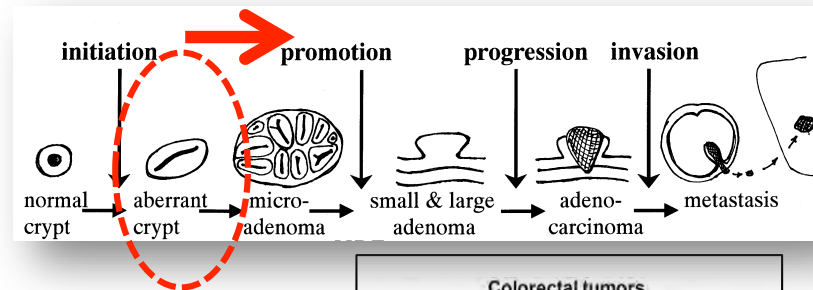 initiation promotion progression invasion
normal crypt
aberrant crypt
micro-adenoma
small & large adenoma
adeno-carcinoma
metastasis
Colorectal tumors